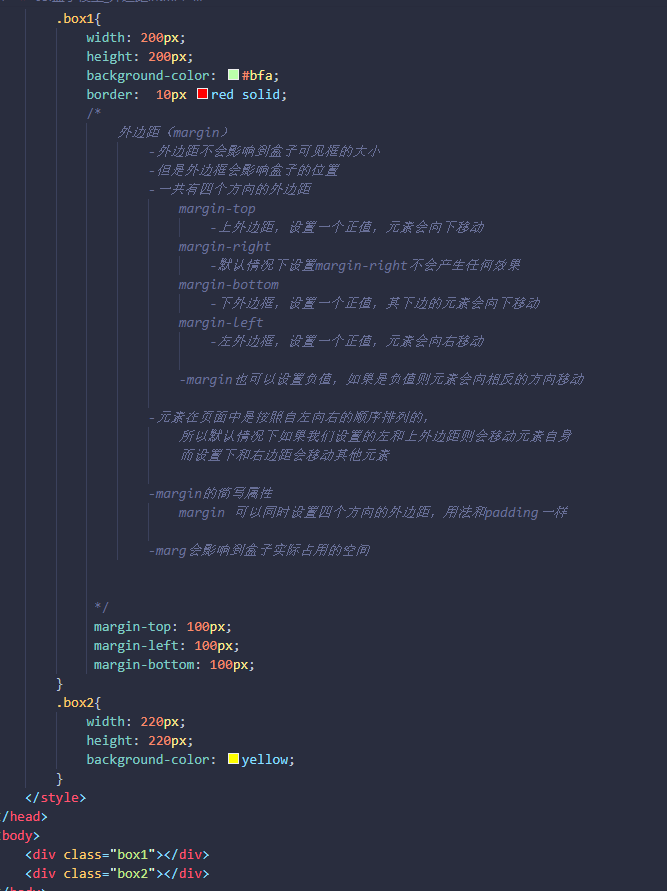 .box1{
width: 200px;
height: 200px;
background-color: #bfa;
border:  10px red solid;
/*
外边距（margin）
-外边距不会影响到盒子可见框的大小
-但是外边框会影响盒子的位置
-一共有四个方向的外边距
margin-top
-上外边距，设置一个正值，元素会向下移动
margin-right
-默认情况下设置margin-right不会产生任何效果
margin-bottom
-下外边框，设置一个正值，其下边的元素会向下移动
margin-left
-左外边框，设置一个正值，元素会向右移动
-margin也可以设置负值，如果是负值则元素会向相反的方向移动
-元素在页面中是按照自左向右的顺序排列的，
所以默认情况下如果我们设置的左和上外边距则会移动元素自身
而设置下和右边距会移动其他元素
-margin的简写属性
margin 可以同时设置四个方向的外边距，用法和padding一样
-marg会影响到盒子实际占用的空间
*/
margin-top: 100px;
margin-left: 100px;
margin-bottom: 100px;
}
.box2{
width: 220px;
height: 220px;
background-color: yellow;
}
</style>
</head>
body>
<div class="box1"></div>
<div class="box2"></div>